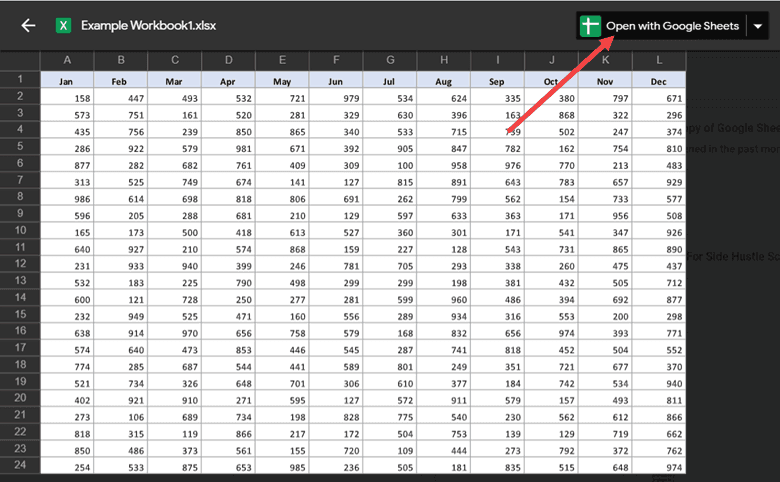 Example Workbook1.xlsx
Open with Google Sheets
A B C D E F G H I J K L
1 Jan Feb Mar Apr May Jun Jul Aug Sep Oct Nov Dec
2 158 447 493 532 721 979 534 624 335 380 797 671
3 573 751 161 520 281 329 630 396 163 868 322 296
4 435 756 239 850 865 340 533 715 739 502 247 374
5 286 922 579 981 671 392 905 847 782 162 754 810
6 877 282 682 761 409 309 100 958 976 770 213 483
7 313 525 749 674 141 127 815 891 643 783 657 929
8 986 614 698 818 806 691 262 799 562 154 733 577
9 596 205 288 681 210 129 597 633 363 171 956 508
10 165 173 500 418 613 527 360 301 171 541 347 926
11 640 927 210 574 868 159 227 128 543 731 865 890
12 231 933 940 399 246 781 705 293 338 260 475 437
13 532 183 225 790 498 299 299 198 381 432 505 712
14 600 121 728 250 277 281 599 960 486 394 692 877
15 232 949 525 471 160 556 289 934 316 553 200 298
16 638 914 970 656 758 579 168 832 656 974 393 771
17 574 640 473 853 446 545 287 741 818 452 504 552
18 774 285 687 544 441 589 801 249 351 721 677 370
19 521 734 326 648 701 306 610 377 184 742 534 940
20 402 921 910 271 595 127 572 911 579 157 493 811
21 273 106 689 734 198 828 775 540 230 562 612 866
22 818 315 119 866 217 172 504 753 139 129 719 662
23 850 486 373 561 155 720 109 444 273 792 372 762
24 254 533 875 653 985 236 505 181 835 515 648 974
py of Google Shee
ned in the past mor
For Side Hustle Sc